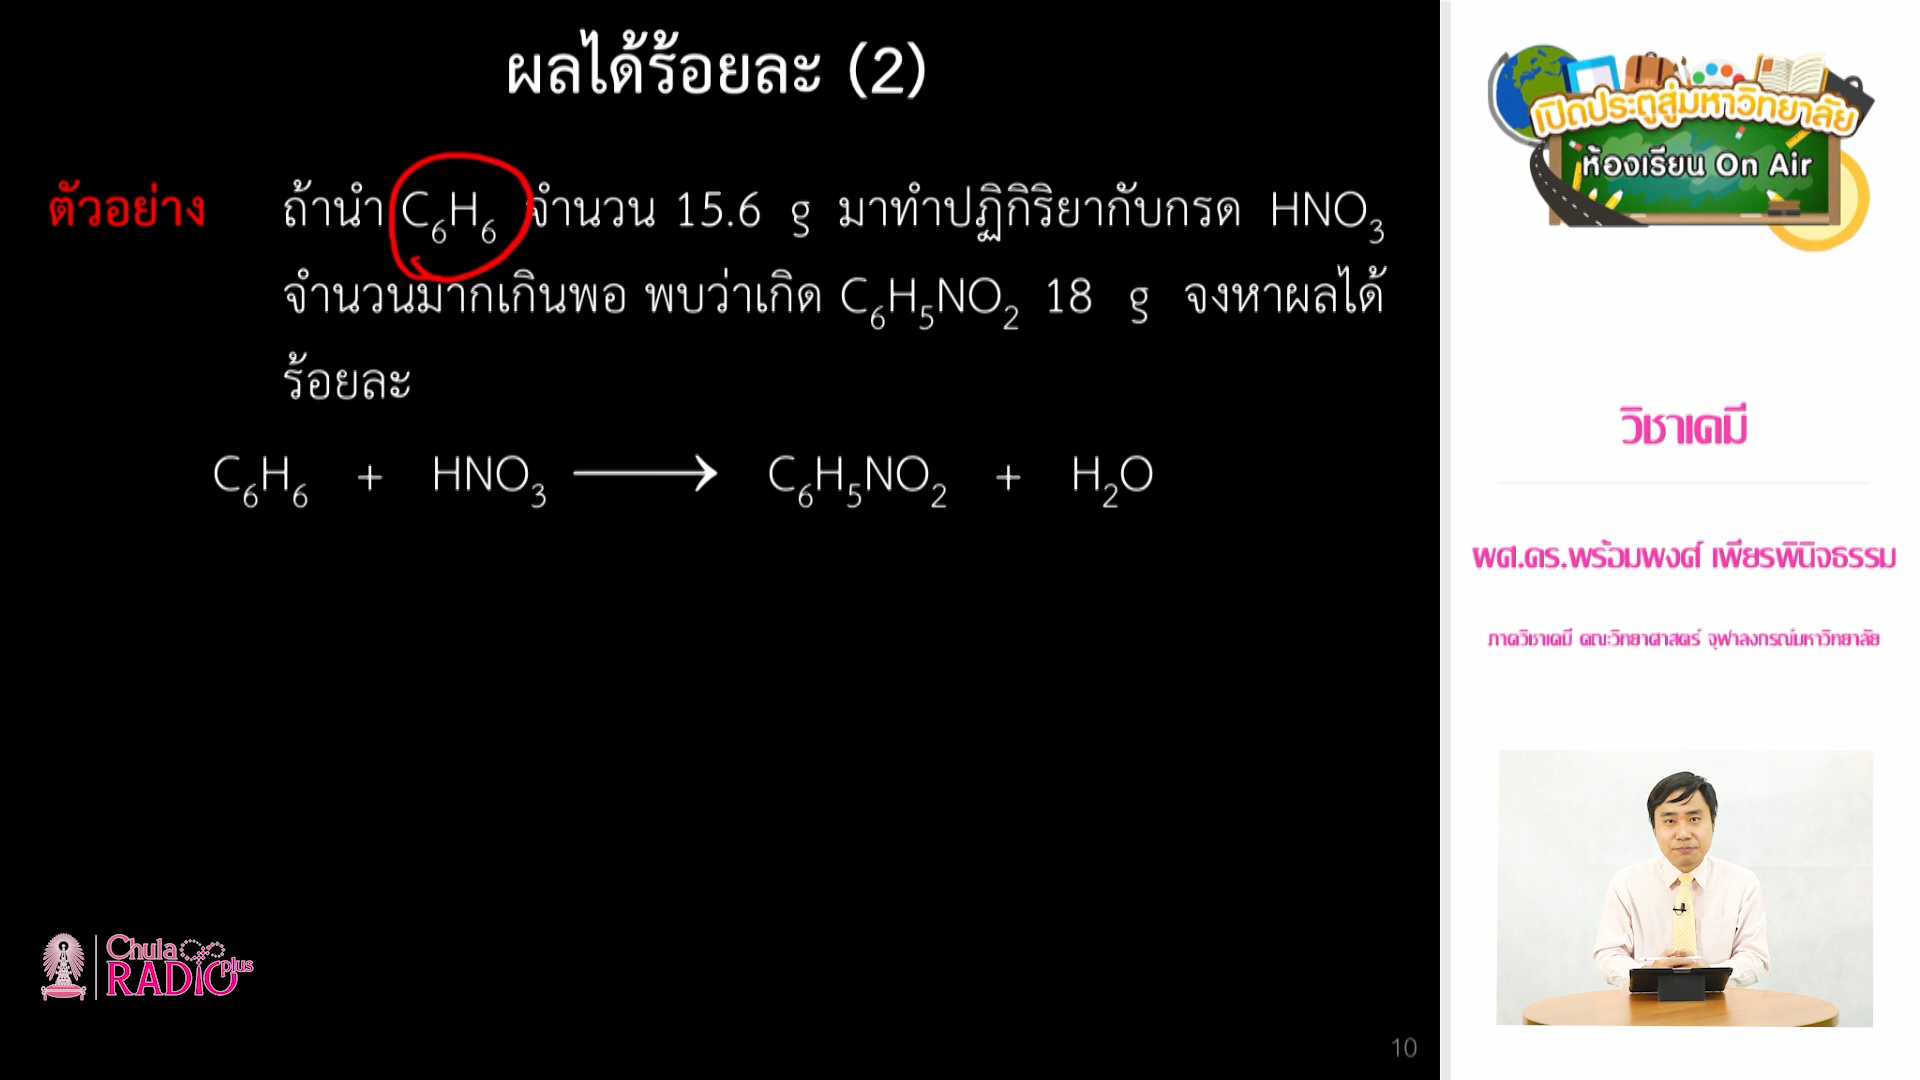 ผลได้ร้อยละ (2)
ตัวอย่าง ถ้านำ C₆H₆ จำนวน 15.6 g มาทำปฏิกิริยากับกรด HNO₃
จำนวนมากเกินพอ พบว่าเกิด C₆H₅NO₂ 18 g จงหาผลได้
ร้อยละ
C₆H₆ + HNO₃ ⟶ C₆H₅NO₂ + H₂O
Chula
RADIO plus
10
เปิดประตูสู่มหาวิทยาลัย
ห้องเรียน On Air
วิชาเคมี
ผศ.ดร.พร้อมพงศ์ เพียรพินิจธรรม
ภาควิชาเคมี คณะวิทยาศาสตร์ จุฬาลงกรณ์มหาวิทยาลัย